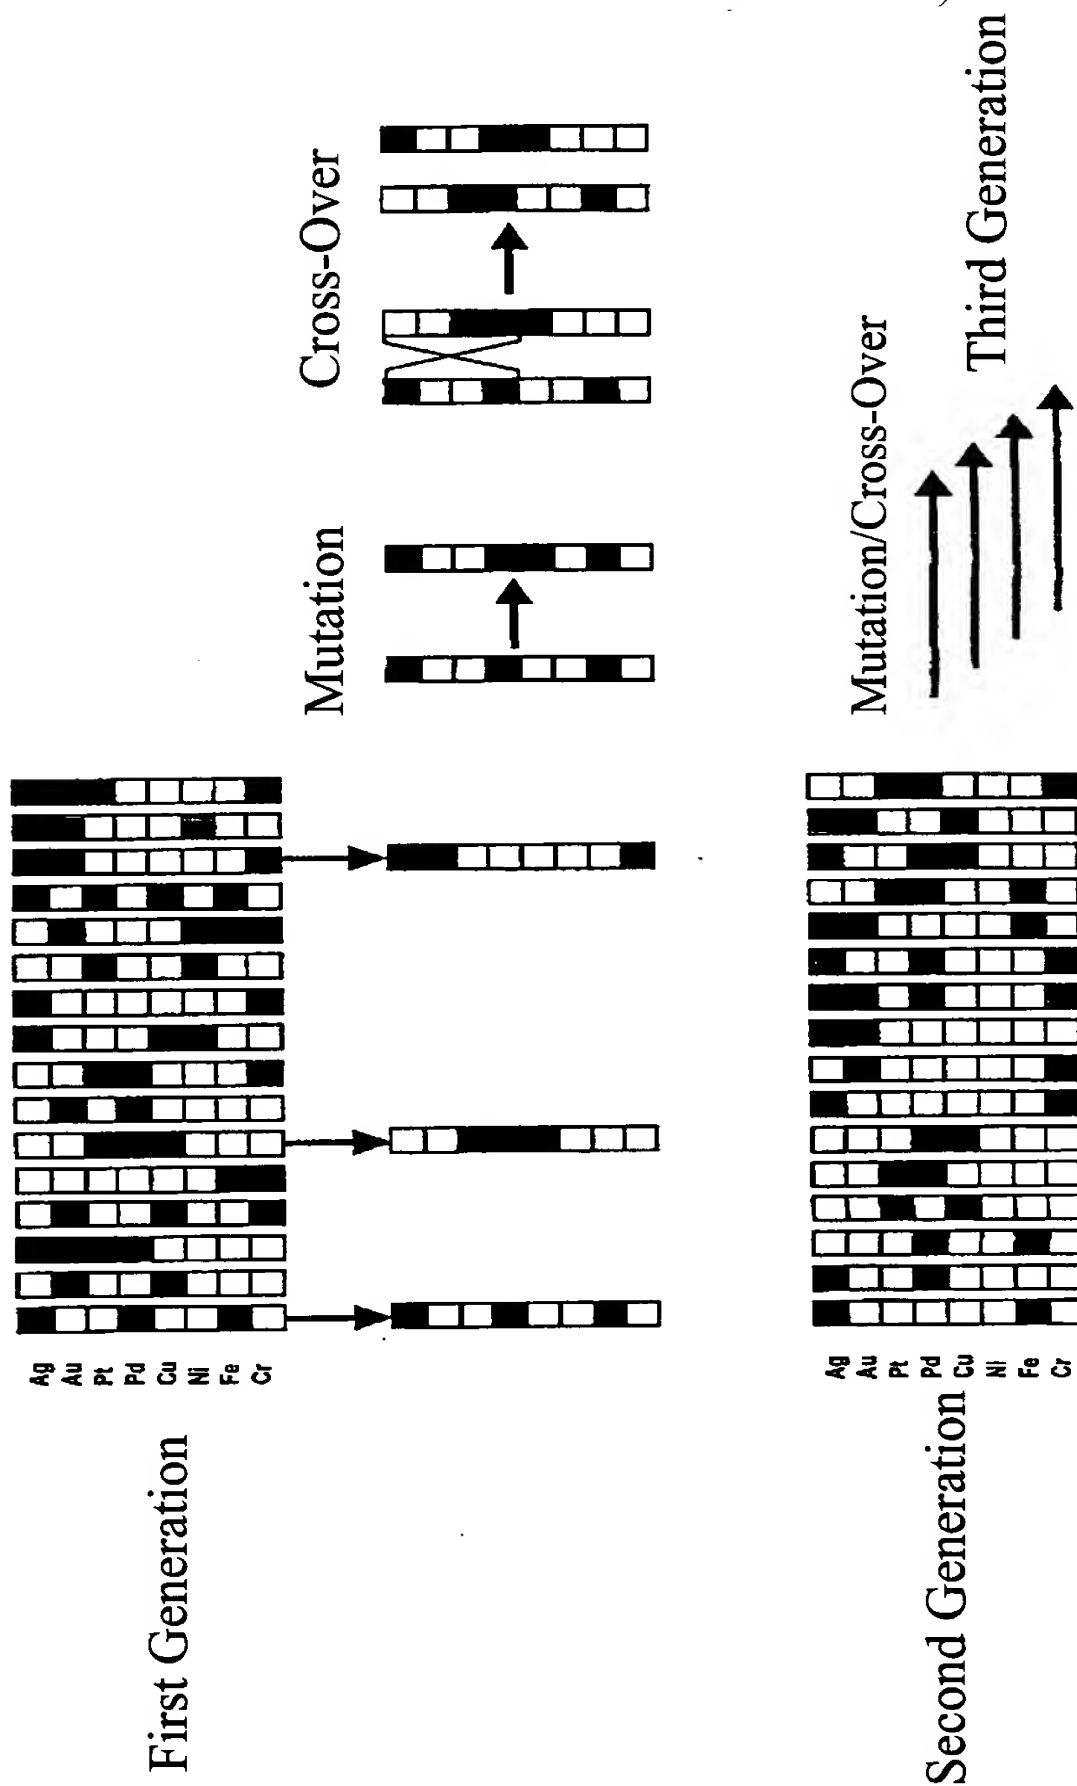 First Generation
Ag
Au
Pt
Pd
Cu
Ni
Fe
Cr
Mutation
Cross-Over
Second Generation
Ag
Au
Pt
Pd
Cu
Ni
Fe
Cr
Mutation/Cross-Over
Third Generation